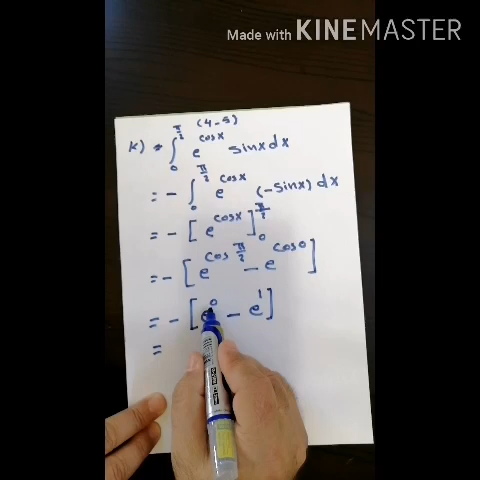 Made with KINEMASTER
(4-5)
K) * ∫₀^{π/2} e^{cosx} sinx dx
= - ∫₀^{π/2} e^{cosx} (-sinx) dx
= - [e^{cosx}]₀^{π/2}
= - [e^{cos π/2} - e^{cos0}]
= - [e⁰ - e¹]
=